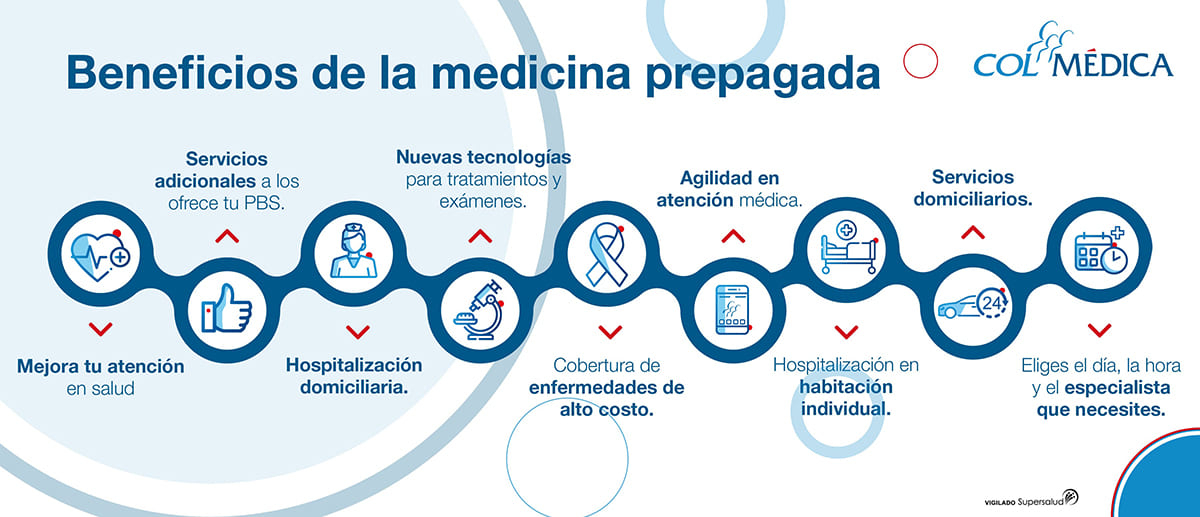 Beneficios de la medicina prepagada
COLMÉDICA
Servicios
adicionales a los
ofrece tu PBS.
Nuevas tecnologías
para tratamientos y
exámenes.
Agilidad en
atención médica.
Servicios
domiciliarios.
24
Mejora tu atención
en salud
Hospitalización
domiciliaria.
Cobertura de
enfermedades de
alto costo.
Hospitalización en
habitación
individual.
Eliges el día, la hora
y el especialista
que necesites.
VIGILADO Supersalud